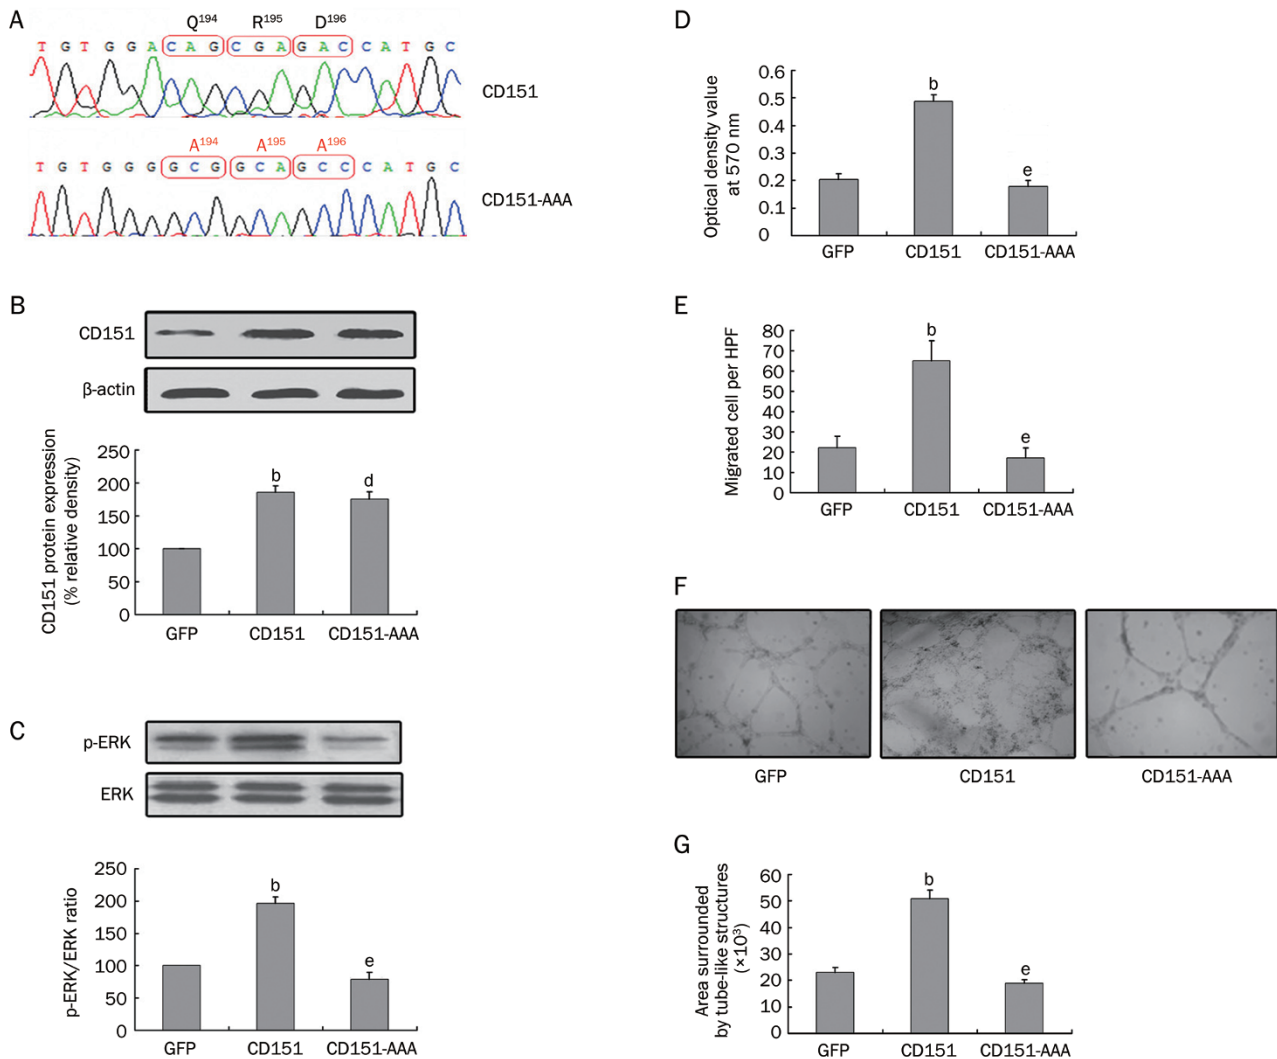 A
Q194 R195 D196
T G T G G A C A G C G A G A C C A T G C
CD151
A194 A195 A196
T G T G G G G C G G C A G C C C A T G C
CD151-AAA
B
CD151
β-actin
CD151 protein expression
(% relative density)
250
200
150
100
50
0
b
d
GFP CD151 CD151-AAA
C
p-ERK
ERK
p-ERK/ERK ratio
250
200
150
100
50
0
b
e
GFP CD151 CD151-AAA
D
Optical density value
at 570 nm
0.6
0.5
0.4
0.3
0.2
0.1
0
b
e
GFP CD151 CD151-AAA
E
Migrated cell per HPF
80
70
60
50
40
30
20
10
0
b
e
GFP CD151 CD151-AAA
F
GFP CD151 CD151-AAA
G
Area surrounded
by tube-like structures
(×10³)
60
50
40
30
20
10
0
b
e
GFP CD151 CD151-AAA